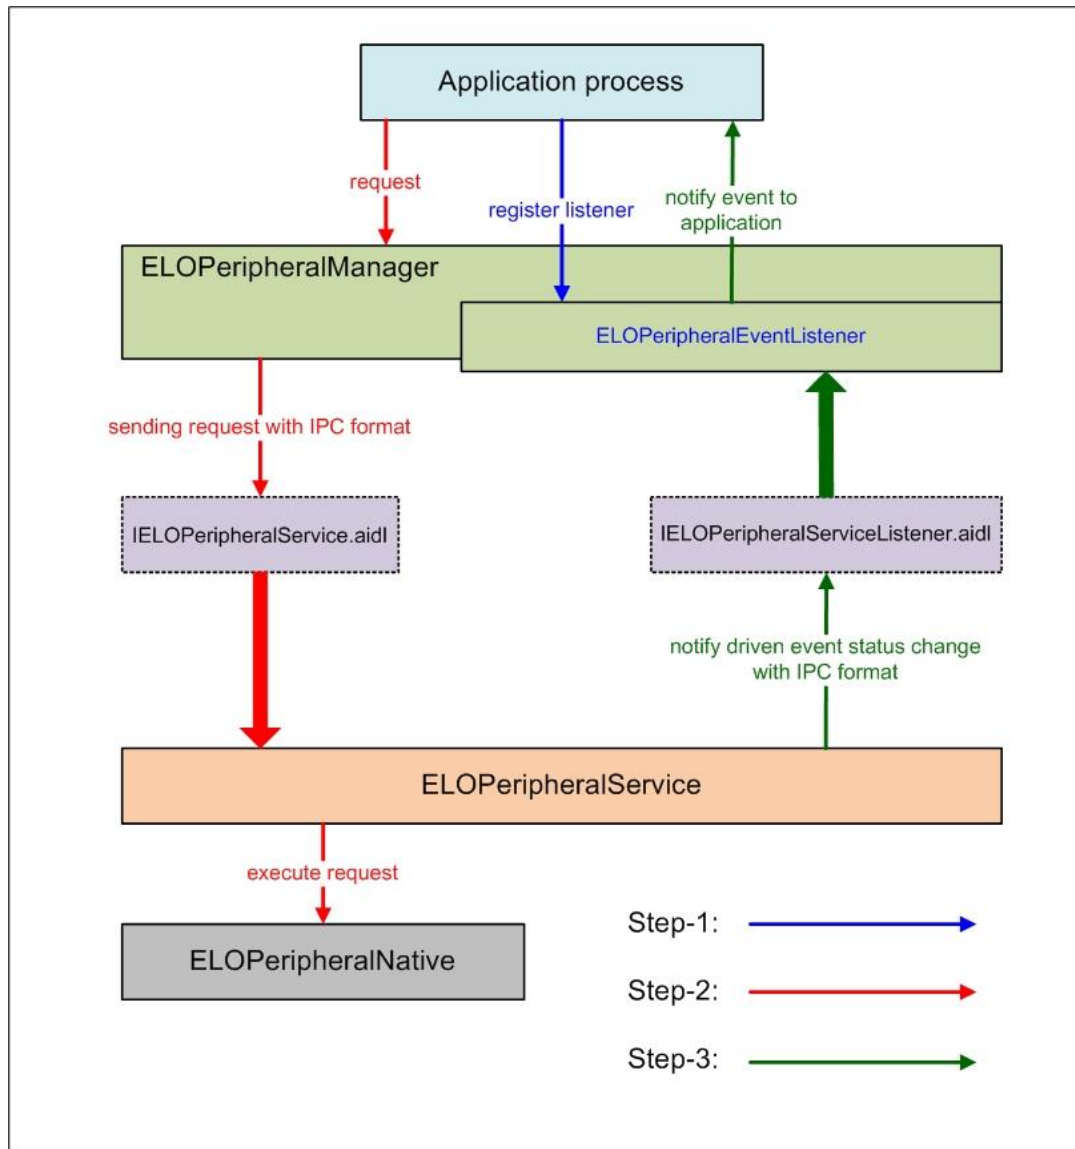 Application process
request
register listener
notify event to
application
ELOPeripheralManager
ELOPeripheralEventListener
sending request with IPC format
IELOPeripheralService.aidl
IELOPeripheralServiceListener.aidl
notify driven event status change
with IPC format
ELOPeripheralService
execute request
ELOPeripheralNative
Step-1:
Step-2:
Step-3: